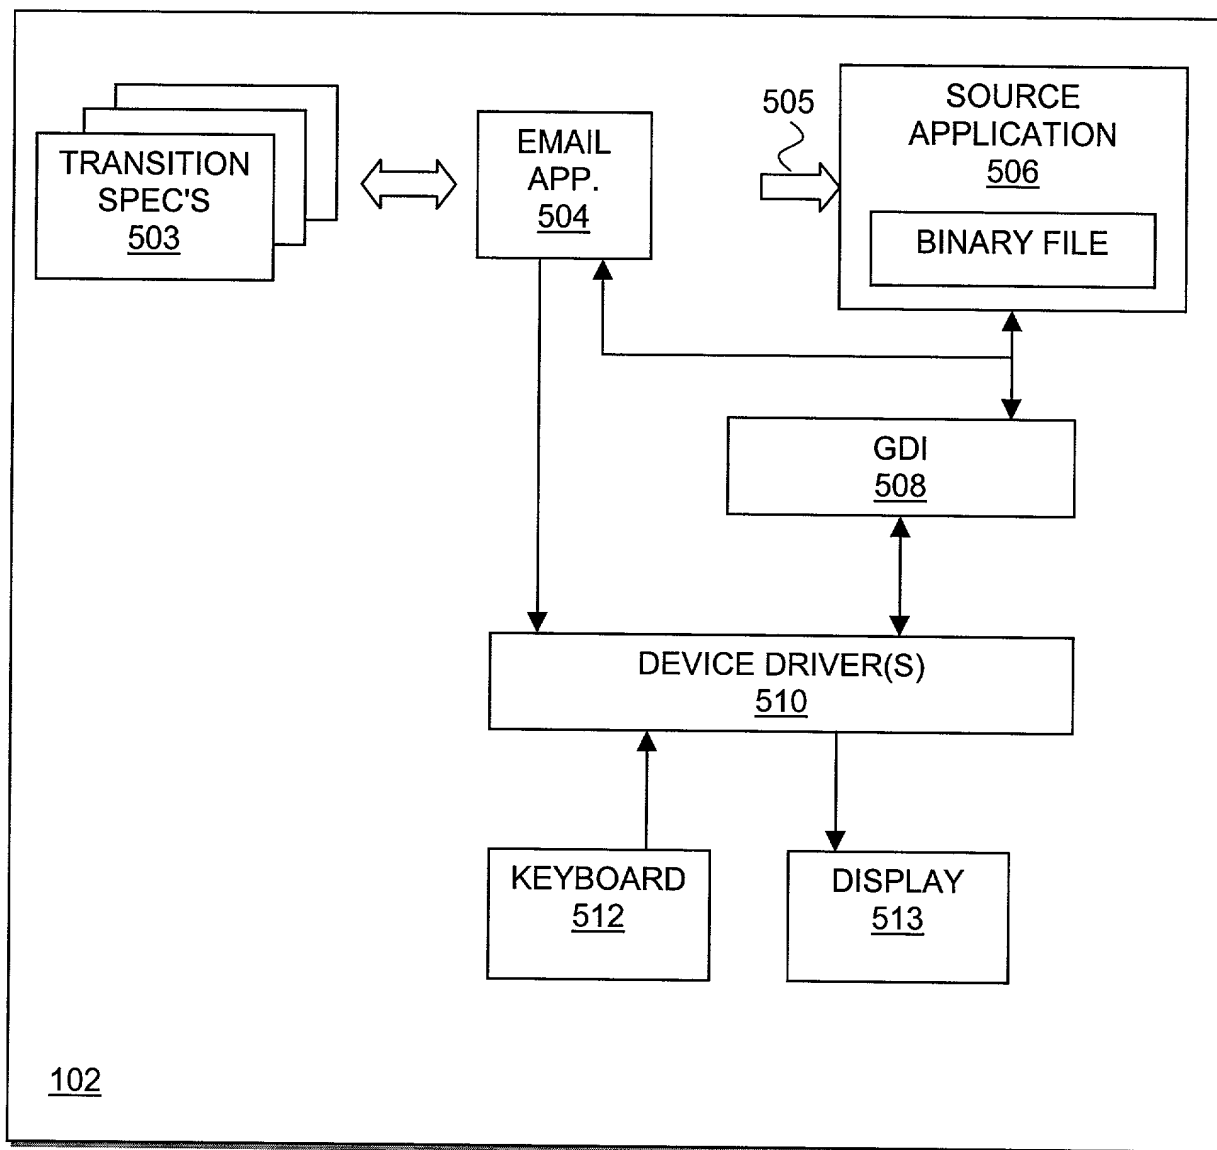 TRANSITION
SPEC'S
503
EMAIL
APP.
504
505
SOURCE
APPLICATION
506
BINARY FILE
GDI
508
DEVICE DRIVER(S)
510
KEYBOARD
512
DISPLAY
513
102